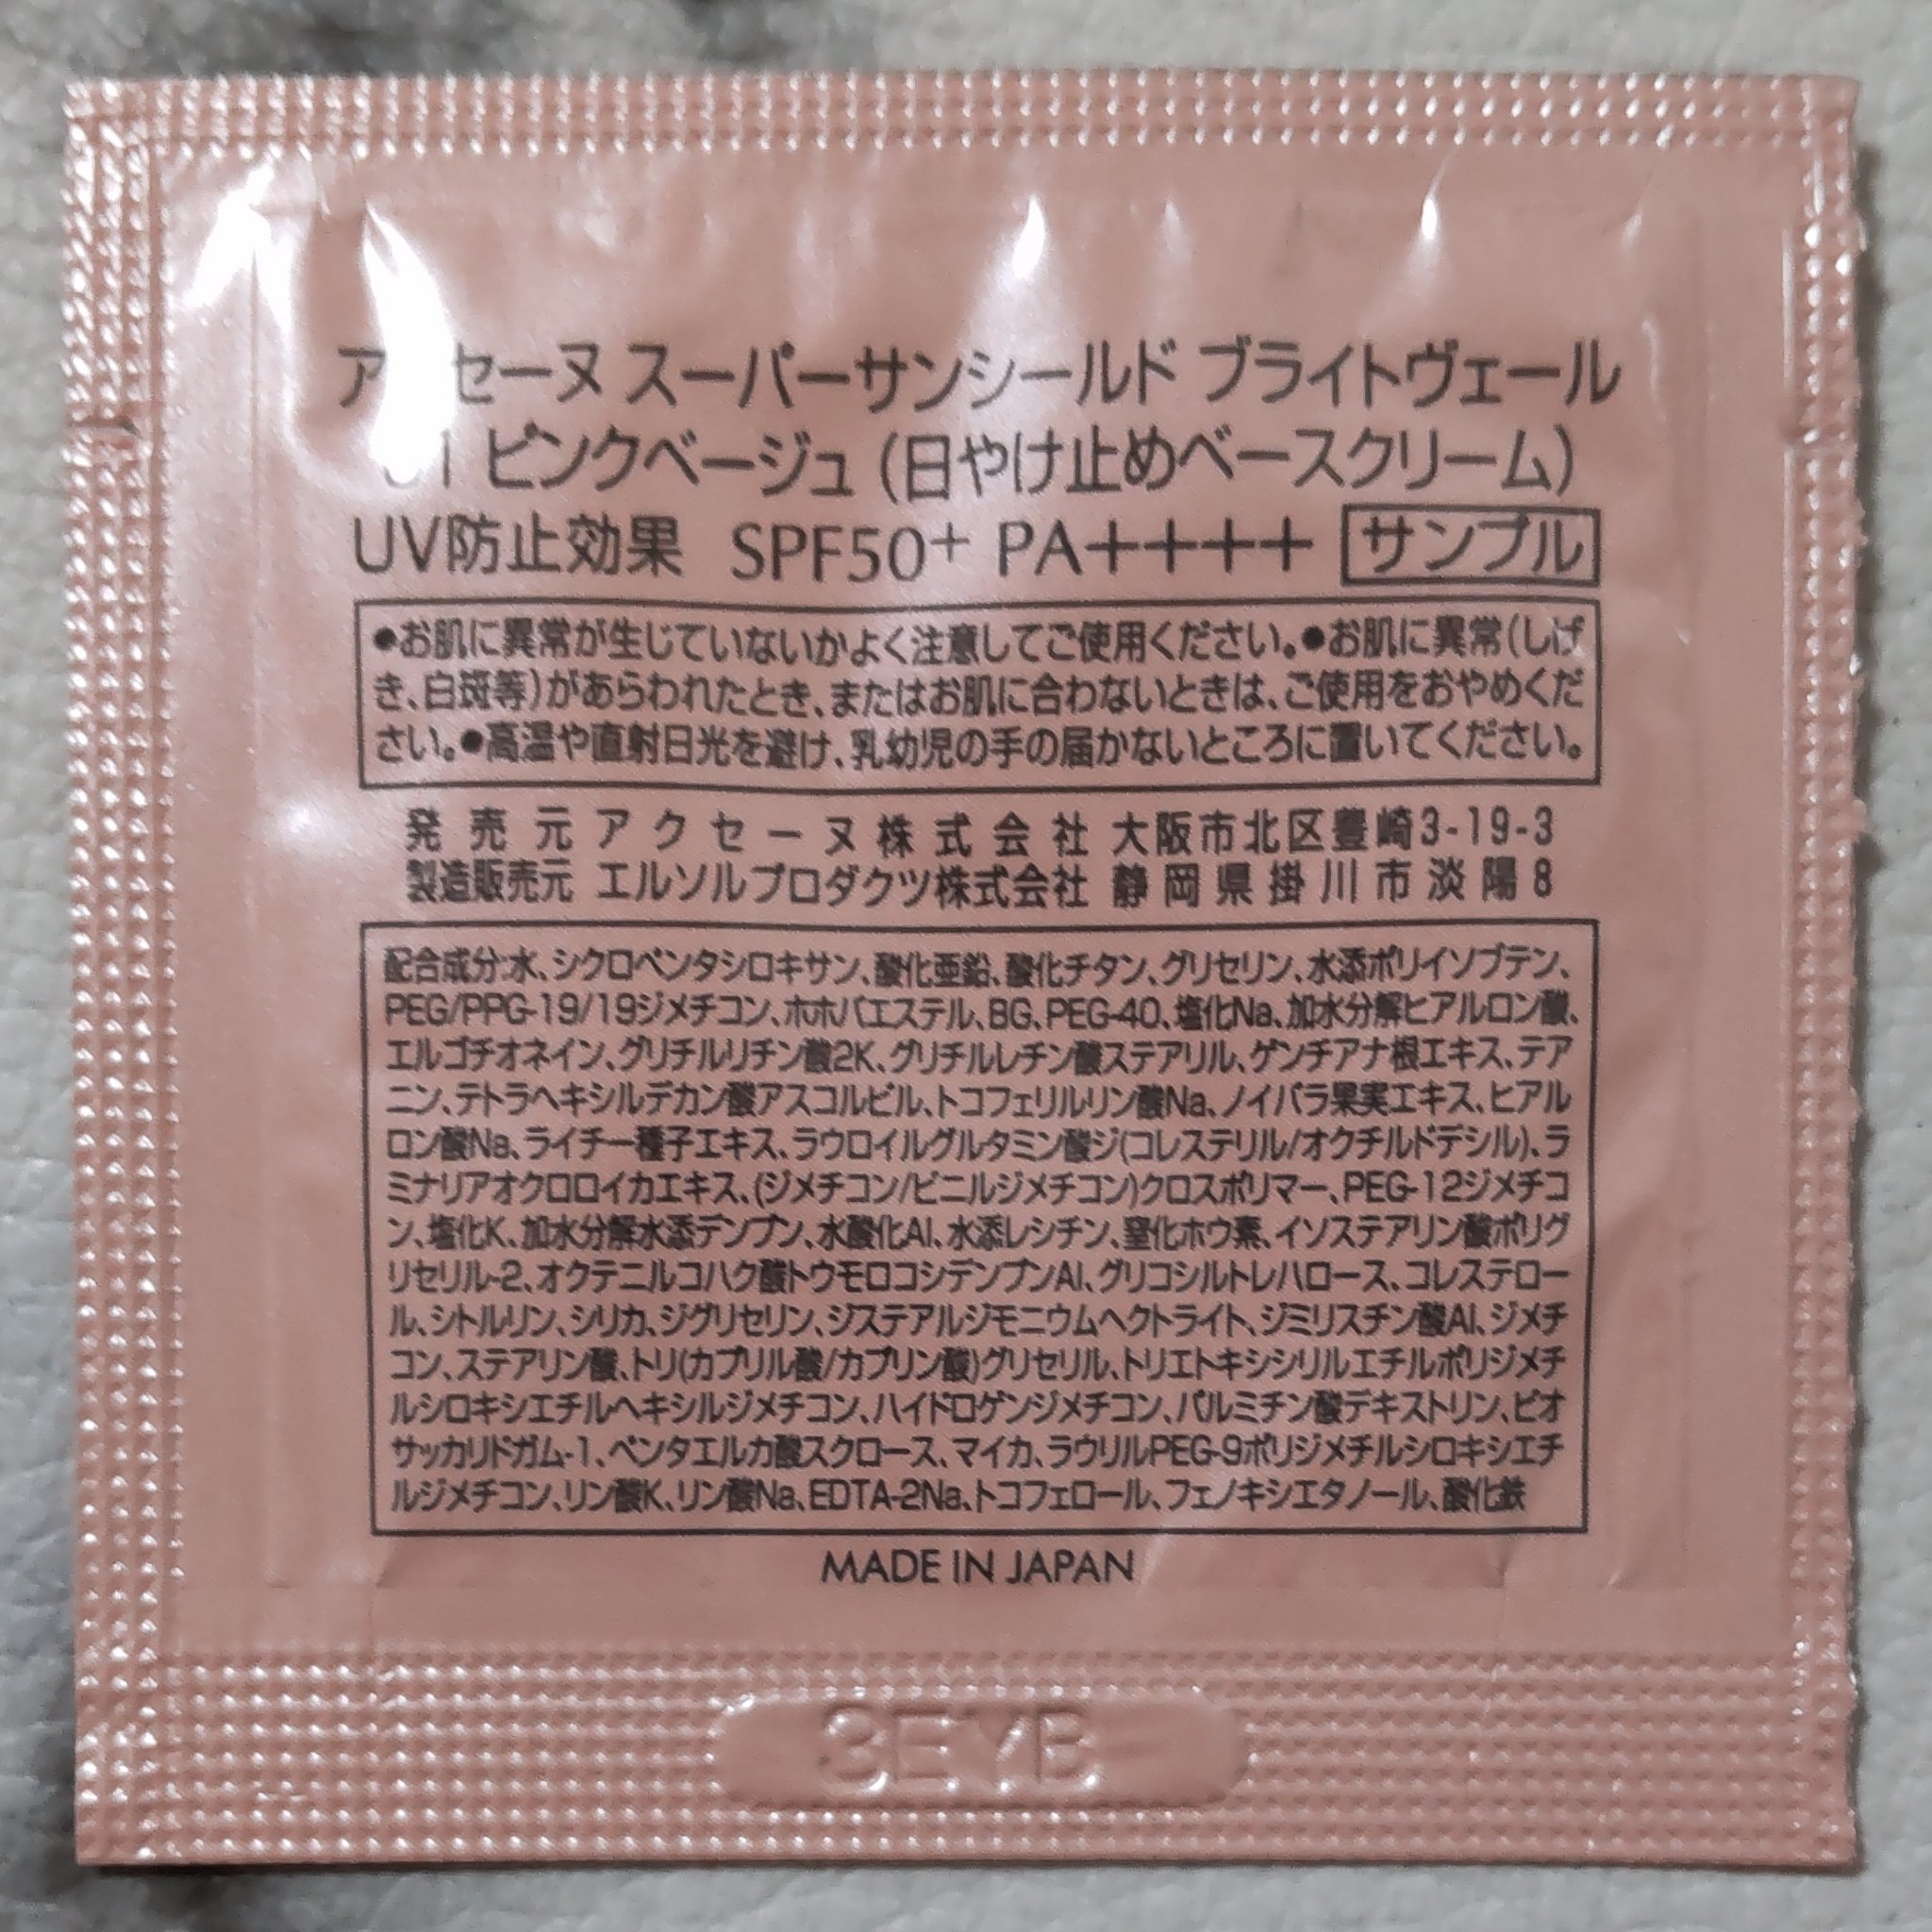 ア セーヌ スーパーサンシールド ブライトヴェール
1 ピンクベージュ (日やけ止めベースクリーム)
UV防止効果 SPF50+ PA++++ サンプル
●お肌に異常が生じていないかよく注意してご使用ください。●お肌に異常(しげ
き、白斑等)があらわれたとき、またはお肌に合わないときは、ご使用をおやめくだ
さい。●高温や直射日光を避け、乳幼児の手の届かないところに置いてください。
発売元 アクセーヌ株式会社 大阪市北区豊崎3-19-3
製造販売元 エルソルプロダクツ株式会社 静岡県掛川市淡陽8
配合成分:水、シクロペンタシロキサン、酸化亜鉛、酸化チタン、グリセリン、水添ポリイソブテン、
PEG/PPG-19/19ジメチコン、ホホバエステル、BG、PEG-40、塩化Na、加水分解ヒアルロン酸、
エルゴチオネイン、グリチルリチン酸2K、グリチルレチン酸ステアリル、ゲンチアナ根エキス、テア
ニン、テトラヘキシルデカン酸アスコルビル、トコフェリルリン酸Na、ノイバラ果実エキス、ヒアル
ロン酸Na、ライチー種子エキス、ラウロイルグルタミン酸ジ(コレステリル/オクチルドデシル)、ラ
ミナリアオクロロイカエキス、(ジメチコン/ビニルジメチコン)クロスポリマー、PEG-12ジメチコ
ン、塩化K、加水分解水添デンプン、水酸化Al、水添レシチン、窒化ホウ素、イソステアリン酸ポリグ
リセリル-2、オクテニルコハク酸トウモロコシデンプンAl、グリコシルトレハロース、コレステロー
ル、シトルリン、シリカ、ジグリセリン、ジステアルジモニウムヘクトライト、ジミリスチン酸Al、ジメチ
コン、ステアリン酸、トリ(カプリル酸/カプリン酸)グリセリル、トリエトキシシリルエチルポリジメチ
ルシロキシエチルヘキシルジメチコン、ハイドロゲンジメチコン、パルミチン酸デキストリン、ビオ
サッカリドガム-1、ペンタエルカ酸スクロース、マイカ、ラウリルPEG-9ポリジメチルシロキシエチ
ルジメチコン、リン酸K、リン酸Na、EDTA-2Na、トコフェロール、フェノキシエタノール、酸化鉄
MADE IN JAPAN